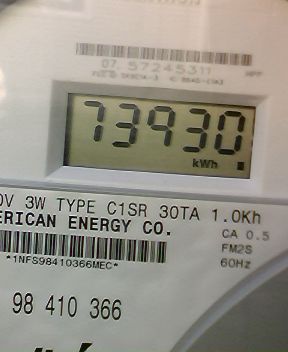 07 57245311
73930
kWh
0V 3W TYPE C1SR 30TA 1.0Kh
ERICAN ENERGY CO.
CA 0.5
FM2S
60Hz
*1NFS98410366MEC*
98 410 366